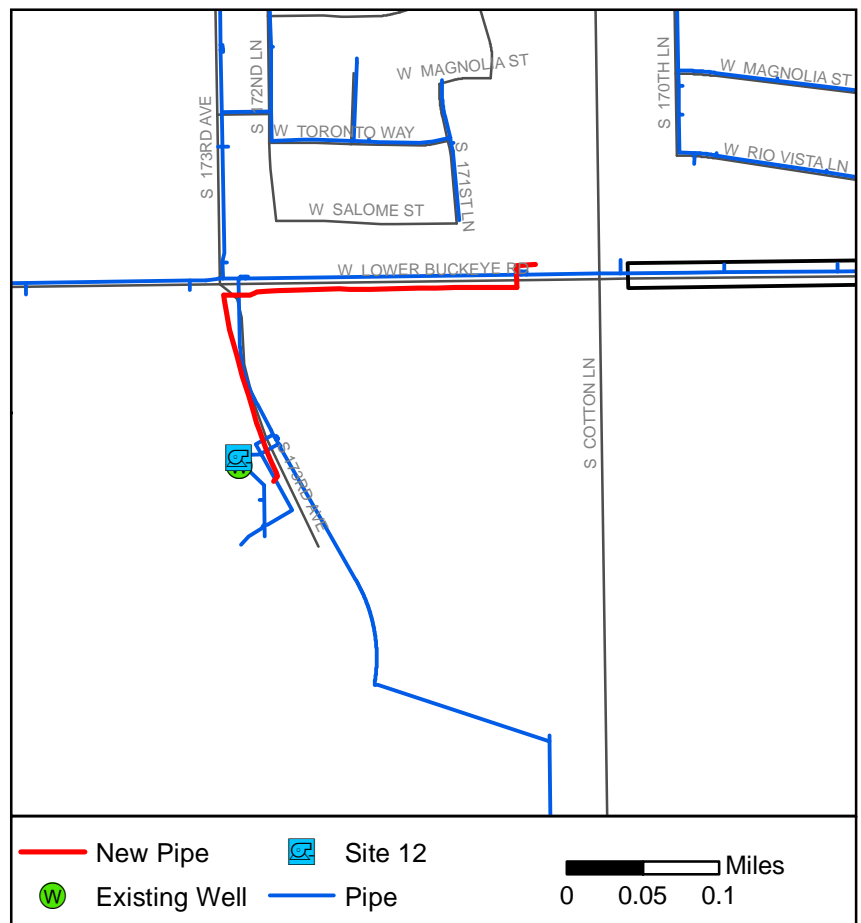 S 172ND LN
S 173RD AVE
W MAGNOLIA ST
S 170TH LN
W MAGNOLIA ST
W TORONTO WAY
S 171ST LN
W RIO VISTA LN
W SALOME ST
W LOWER BUCKEYE RD
S COTTON LN
S 173RD AVE
W
New Pipe
Site 12
W
Existing Well
Pipe
Miles
0 0.05 0.1